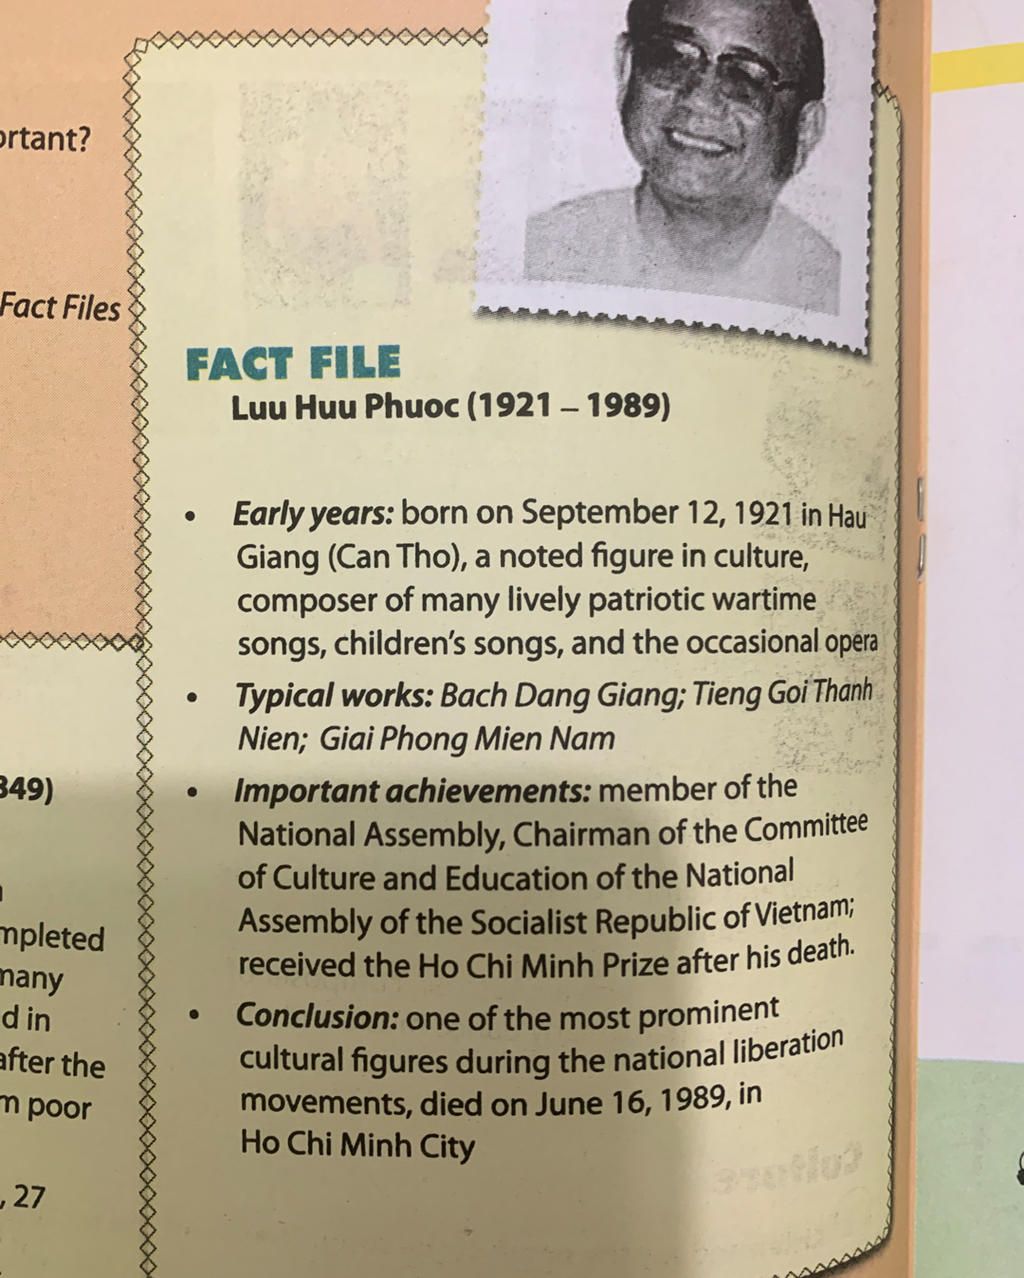 ortant?
Fact Files
349)
mpleted
many
d in
after the
m poor
, 27
FACT FILE
Luu Huu Phuoc (1921 – 1989)
• Early years: born on September 12, 1921 in Hau
Giang (Can Tho), a noted figure in culture,
composer of many lively patriotic wartime
songs, children's songs, and the occasional opera
• Typical works: Bach Dang Giang; Tieng Goi Thanh
Nien; Giai Phong Mien Nam
• Important achievements: member of the
National Assembly, Chairman of the Committee
of Culture and Education of the National
Assembly of the Socialist Republic of Vietnam;
received the Ho Chi Minh Prize after his death.
• Conclusion: one of the most prominent
cultural figures during the national liberation
movements, died on June 16, 1989, in
Ho Chi Minh City